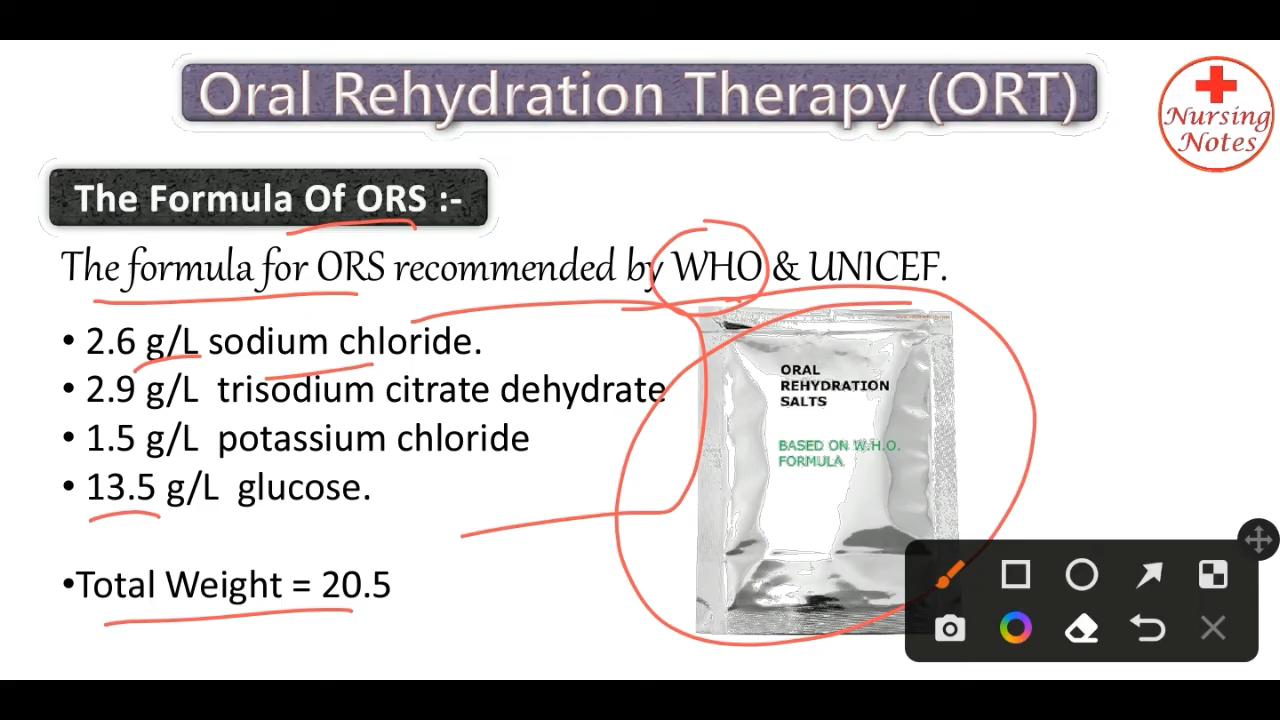 Oral Rehydration Therapy (ORT)
Nursing
Notes
The Formula Of ORS :-
The formula for ORS recommended by WHO & UNICEF.
• 2.6 g/L sodium chloride.
• 2.9 g/L trisodium citrate dehydrate
• 1.5 g/L potassium chloride
• 13.5 g/L glucose.
•Total Weight = 20.5
ORAL
REHYDRATION
SALTS
BASED ON W.H.O.
FORMULA